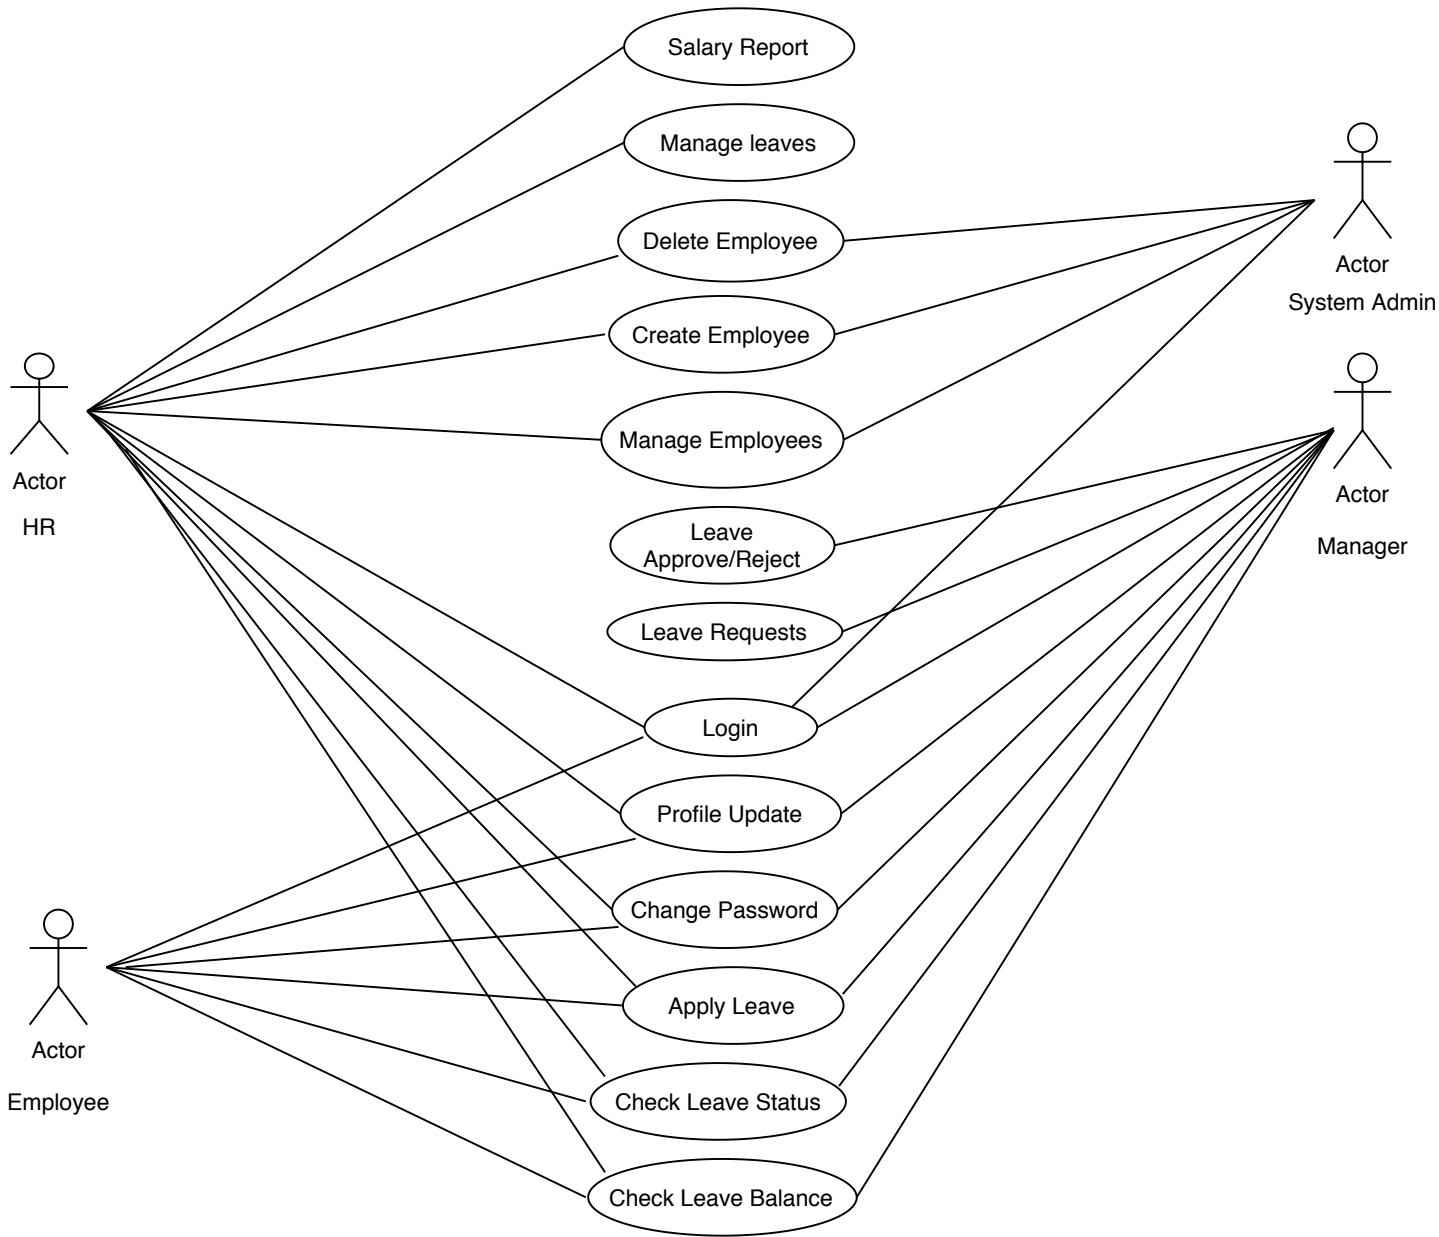 Salary Report
Manage leaves
Delete Employee
Create Employee
Manage Employees
Leave
Approve/Reject
Leave Requests
Login
Profile Update
Change Password
Apply Leave
Check Leave Status
Check Leave Balance
Actor
HR
Actor
Employee
Actor
System Admin
Actor
Manager